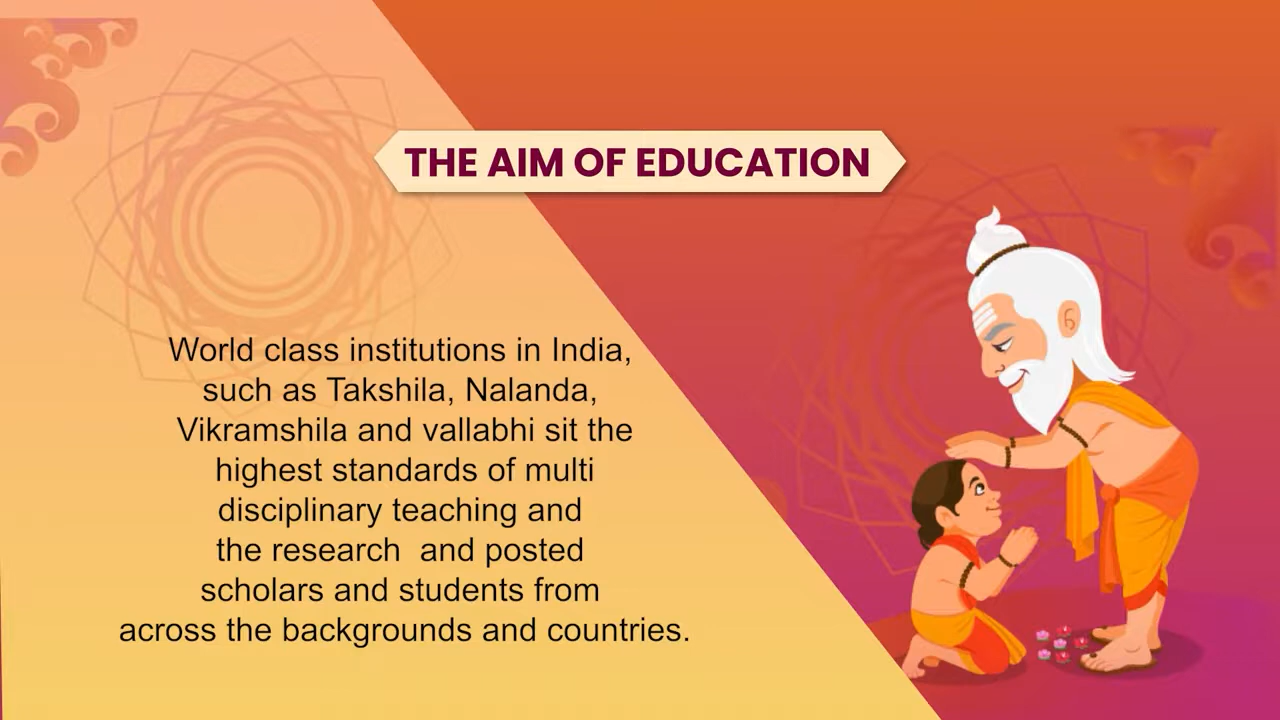 THE AIM OF EDUCATION
World class institutions in India,
such as Takshila, Nalanda,
Vikramshila and vallabhi sit the
highest standards of multi
disciplinary teaching and
the research  and posted
scholars and students from
across the backgrounds and countries.